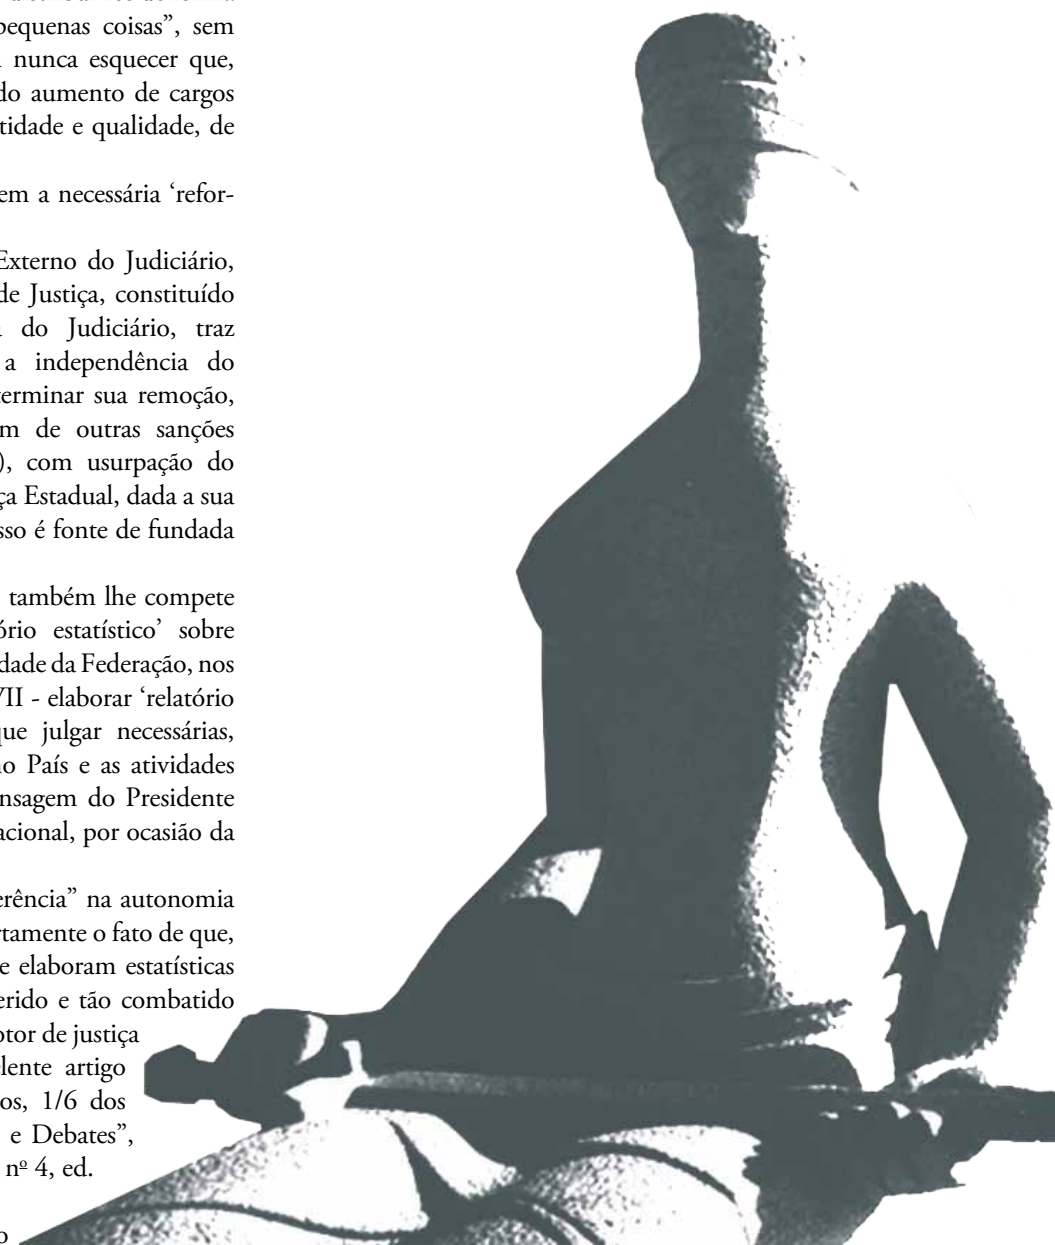 pequenas coisas”, sem
nunca esquecer que,
do aumento de cargos
tidade e qualidade, de
em a necessária ‘refor-
Externo do Judiciário,
de Justiça, constituído
do Judiciário, traz
a independência do
terminar sua remoção,
m de outras sanções
), com usurpação do
ça Estadual, dada a sua
sso é fonte de fundada
também lhe compete
ório estatístico’ sobre
dade da Federação, nos
VII - elaborar ‘relatório
que julgar necessárias,
no País e as atividades
nsagem do Presidente
acional, por ocasião da
erência” na autonomia
rtamente o fato de que,
e elaboram estatísticas
erido e tão combatido
otor de justiça
lente artigo
os, 1/6 dos
e Debates”,
nº 4, ed.
o